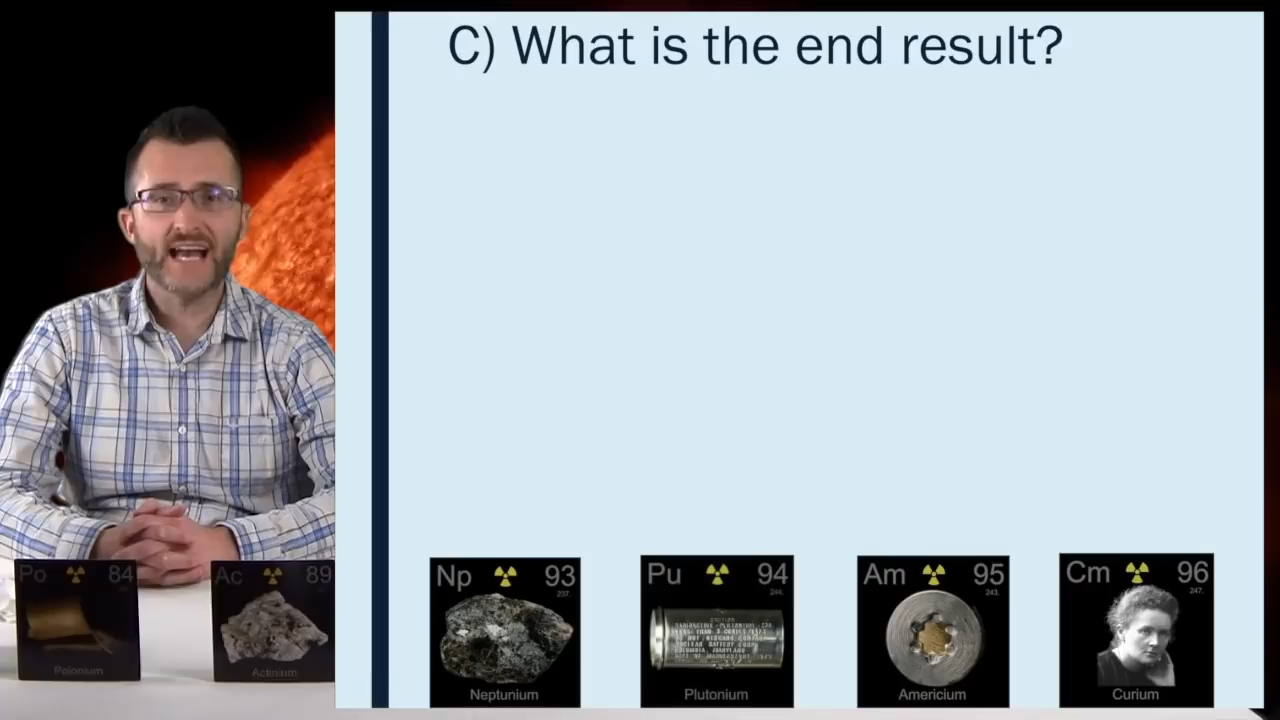 C) What is the end result?
Po 84
Polonium
Ac 89
Actinium
Np 93
237.
Neptunium
Pu 94
244.
Plutonium
Am 95
243.
Americium
Cm 96
247.
Curium